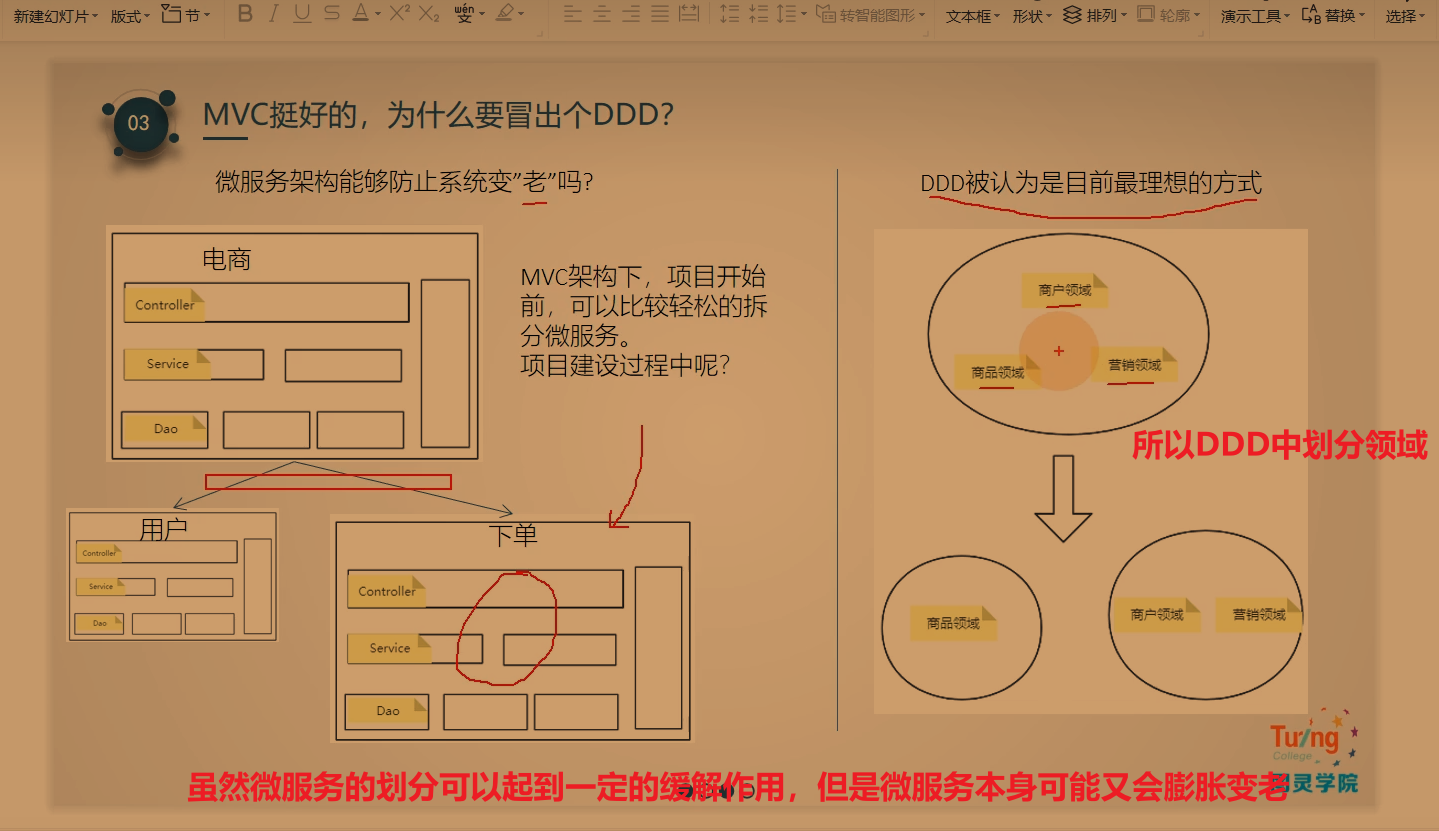 新建幻灯片 版式 节 B I U S A X² X₂ wén 变 转智能图形 文本框 形状 排列 轮廓 演示工具 替换 选择
03
MVC挺好的，为什么要冒出个DDD？
微服务架构能够防止系统变”老”吗?
电商
Controller
Service
Dao
MVC架构下，项目开始
前，可以比较轻松的拆
分微服务。
项目建设过程中呢？
用户
Controller
Service
Dao
下单
Controller
Service
Dao
DDD被认为是目前最理想的方式
商户领域
商品领域
营销领域
所以DDD中划分领域
商品领域
商户领域
营销领域
Tuling
College
虽然微服务的划分可以起到一定的缓解作用，但是微服务本身可能又会膨胀变老
灵学院